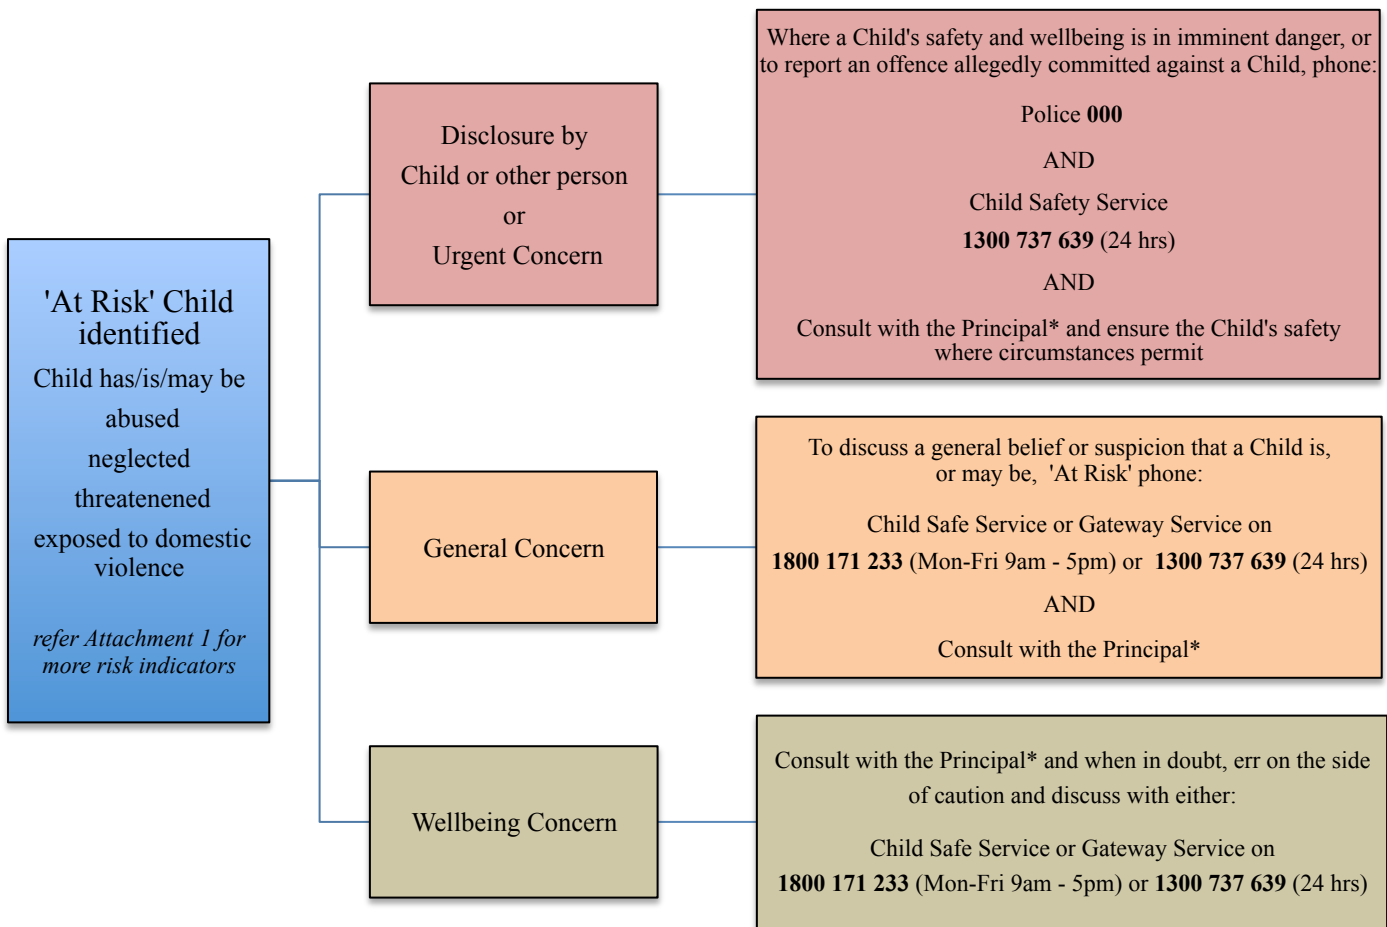 'At Risk' Child
identified
Child has/is/may be
abused
neglected
threatenened
exposed to domestic
violence
refer Attachment 1 for
more risk indicators
Disclosure by
Child or other person
or
Urgent Concern
Where a Child's safety and wellbeing is in imminent danger, or
to report an offence allegedly committed against a Child, phone:
Police 000
AND
Child Safety Service
1300 737 639 (24 hrs)
AND
Consult with the Principal* and ensure the Child's safety
where circumstances permit
General Concern
To discuss a general belief or suspicion that a Child is,
or may be, 'At Risk' phone:
Child Safe Service or Gateway Service on
1800 171 233 (Mon-Fri 9am - 5pm) or 1300 737 639 (24 hrs)
AND
Consult with the Principal*
Wellbeing Concern
Consult with the Principal* and when in doubt, err on the side
of caution and discuss with either:
Child Safe Service or Gateway Service on
1800 171 233 (Mon-Fri 9am - 5pm) or 1300 737 639 (24 hrs)